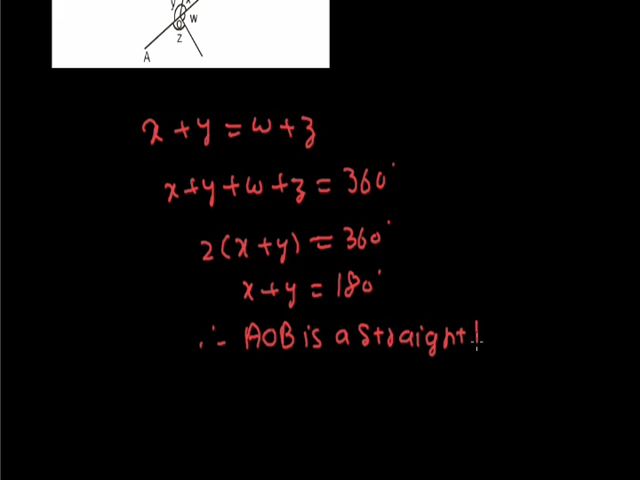 y x
O W
Z
A
x + y = w + z
x + y + w + z = 360°
2(x + y) = 360°
x + y = 180°
∴ AOB is a straight l